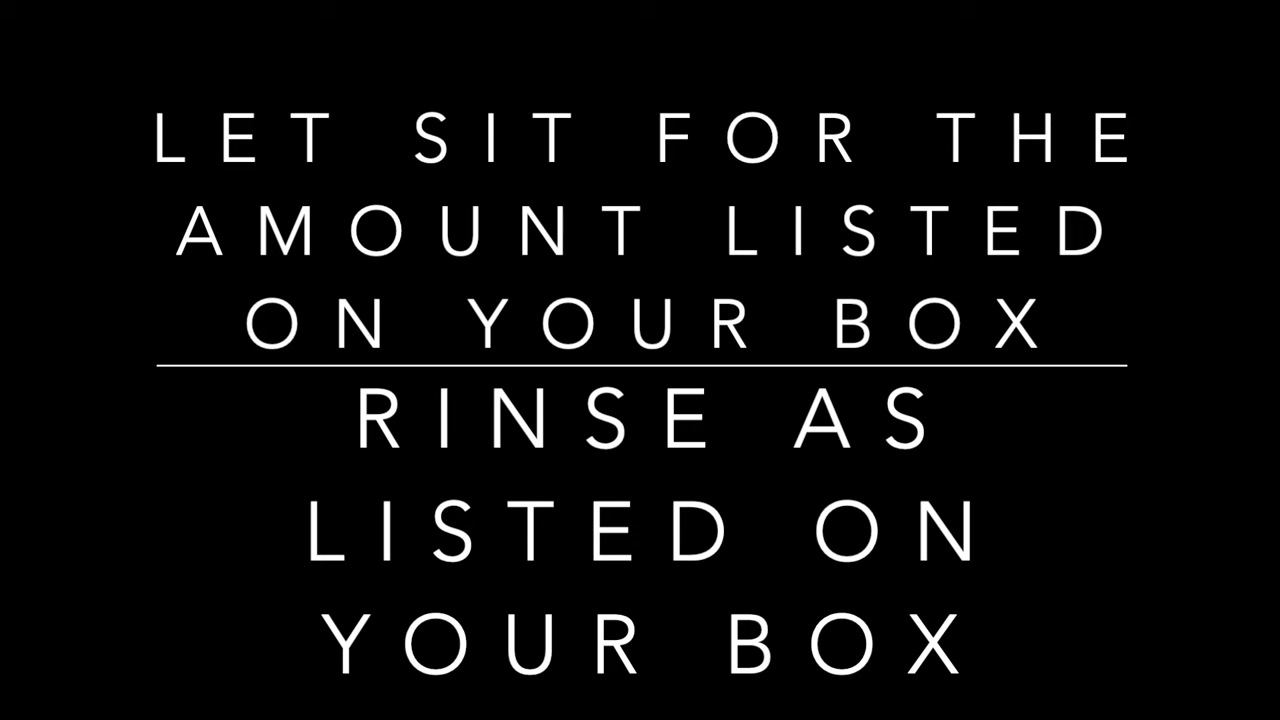 LET SIT FOR THE
AMOUNT LISTED
ON YOUR BOX
RINSE AS
LISTED ON
YOUR BOX